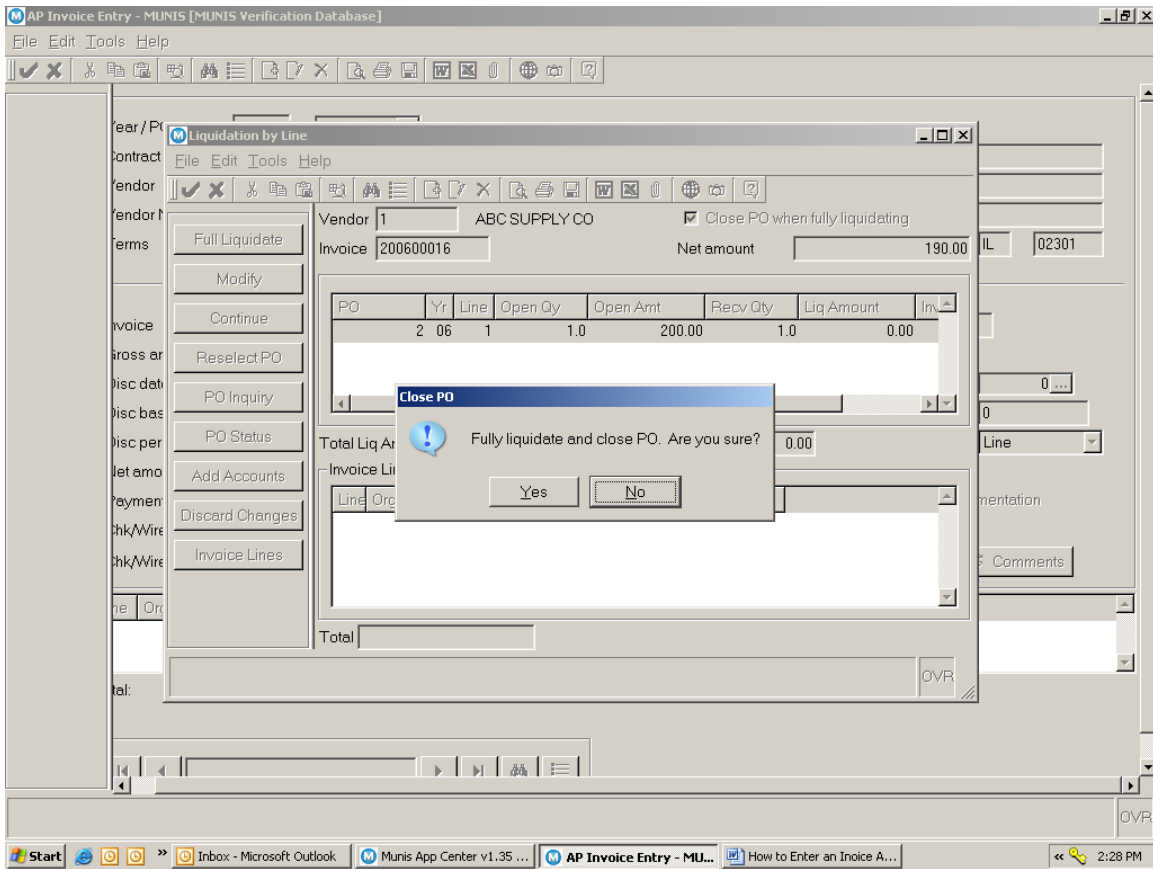 AP Invoice Entry - MUNIS [MUNIS Verification Database]
File Edit Tools Help
Year / P
Contract
Vendor
Vendor N
Terms
IL 02301
Invoice
Gross ar
Disc date
Disc bas
Disc per
Net amo
Paymen
Chk/Wire
Chk/Wire
0 ...
0
Line
mentation
Comments
ne Org
tal:
Liquidation by Line
File Edit Tools Help
Full Liquidate
Modify
Continue
Reselect PO
PO Inquiry
PO Status
Add Accounts
Discard Changes
Invoice Lines
Vendor 1 ABC SUPPLY CO Close PO when fully liquidating
Invoice 200600016 Net amount 190.00
PO Yr Line Open Qy Open Amt Recv Qty Liq Amount Inv
2 06 1 1.0 200.00 1.0 0.00
Total Liq Ar 0.00
Invoice Li
Line Org
Total
OVR
Close PO
Fully liquidate and close PO. Are you sure?
Yes No
OVR
Start » Inbox - Microsoft Outlook Munis App Center v1.35 ... AP Invoice Entry - MU... How to Enter an Inoice A... « 2:28 PM